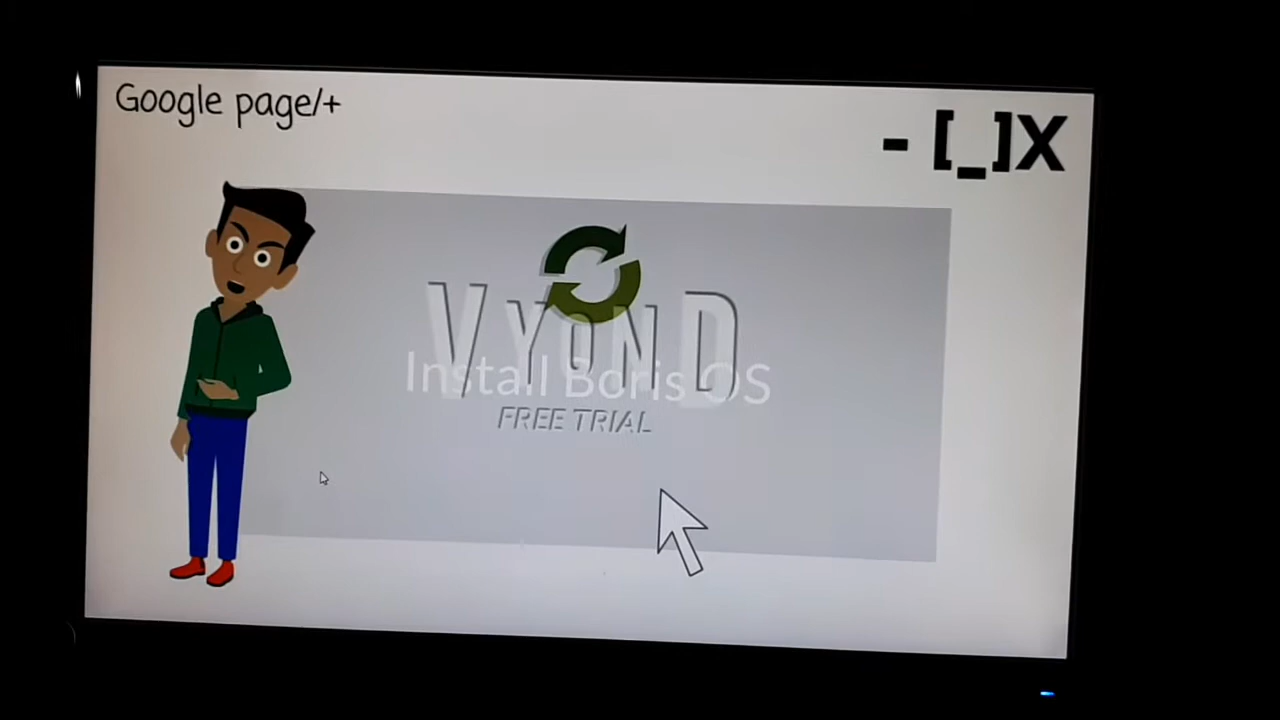 Google page/+
- [_]X
VYOND
Install Boris OS
FREE TRIAL